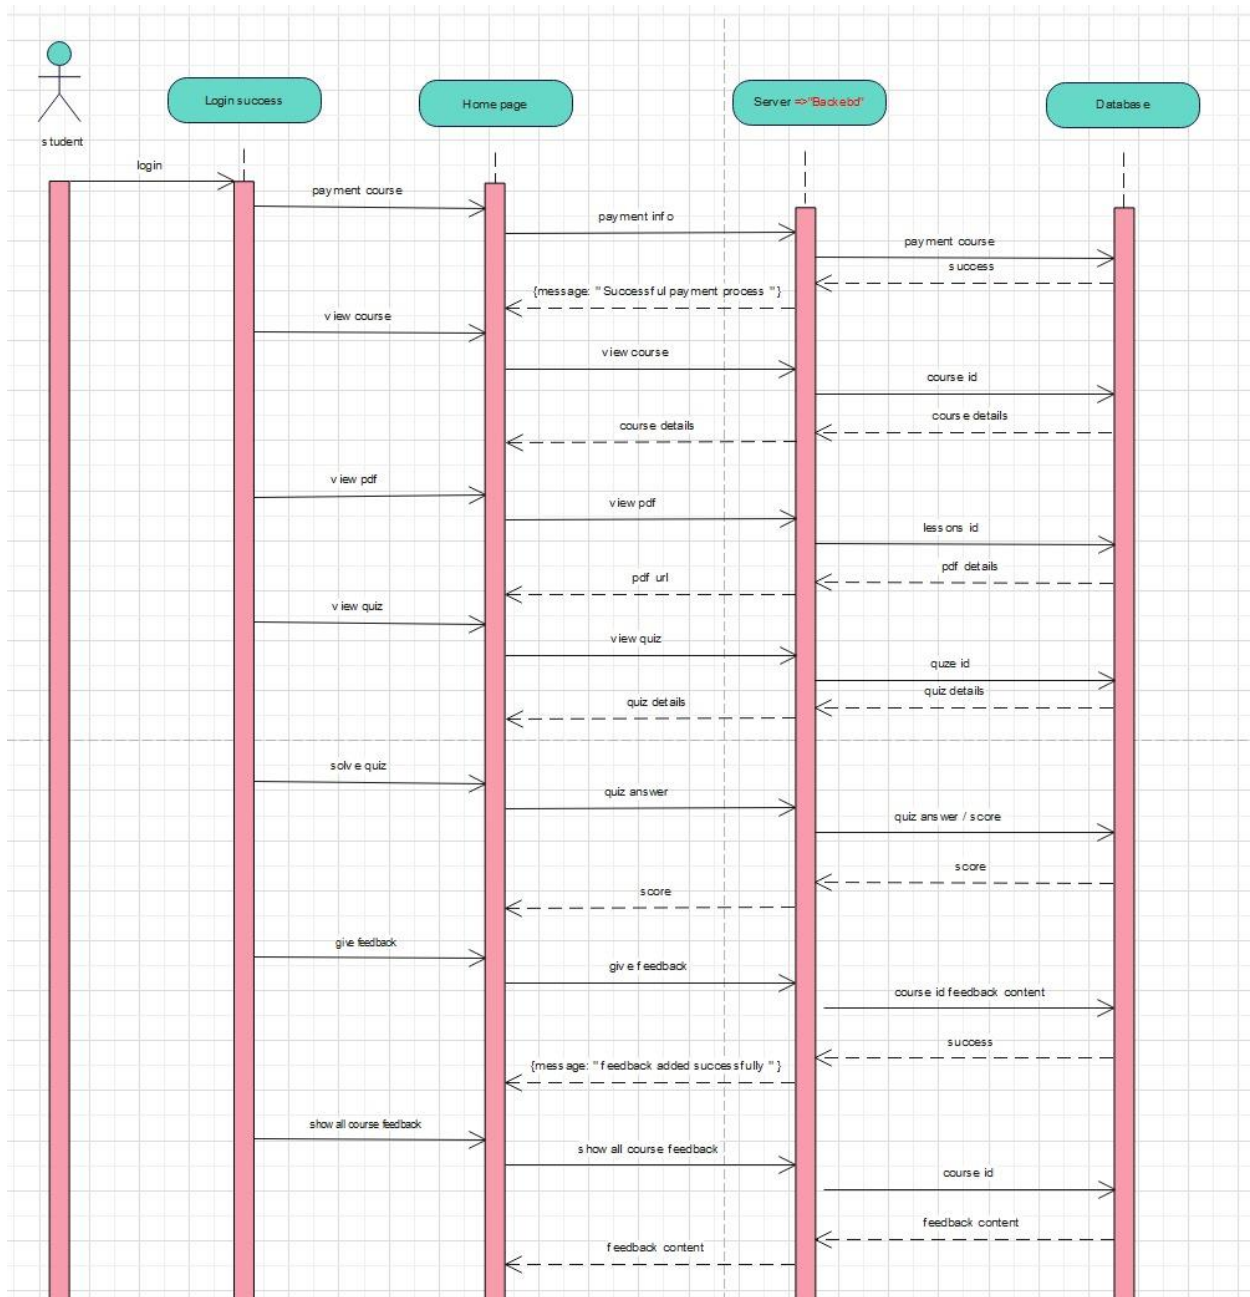 student
Login success
Home page
Server =>"Backebd"
Database
login
payment course
payment info
payment course
success
{message: "Successful payment process "}
view course
view course
course id
course details
course details
view pdf
view pdf
lessons id
pdf details
pdf url
view quiz
view quiz
quze id
quiz details
quiz details
solve quiz
quiz answer
quiz answer / score
score
score
give feedback
give feedback
course id feedback content
success
{message: "feedback added successfully "}
show all course feedback
show all course feedback
course id
feedback content
feedback content